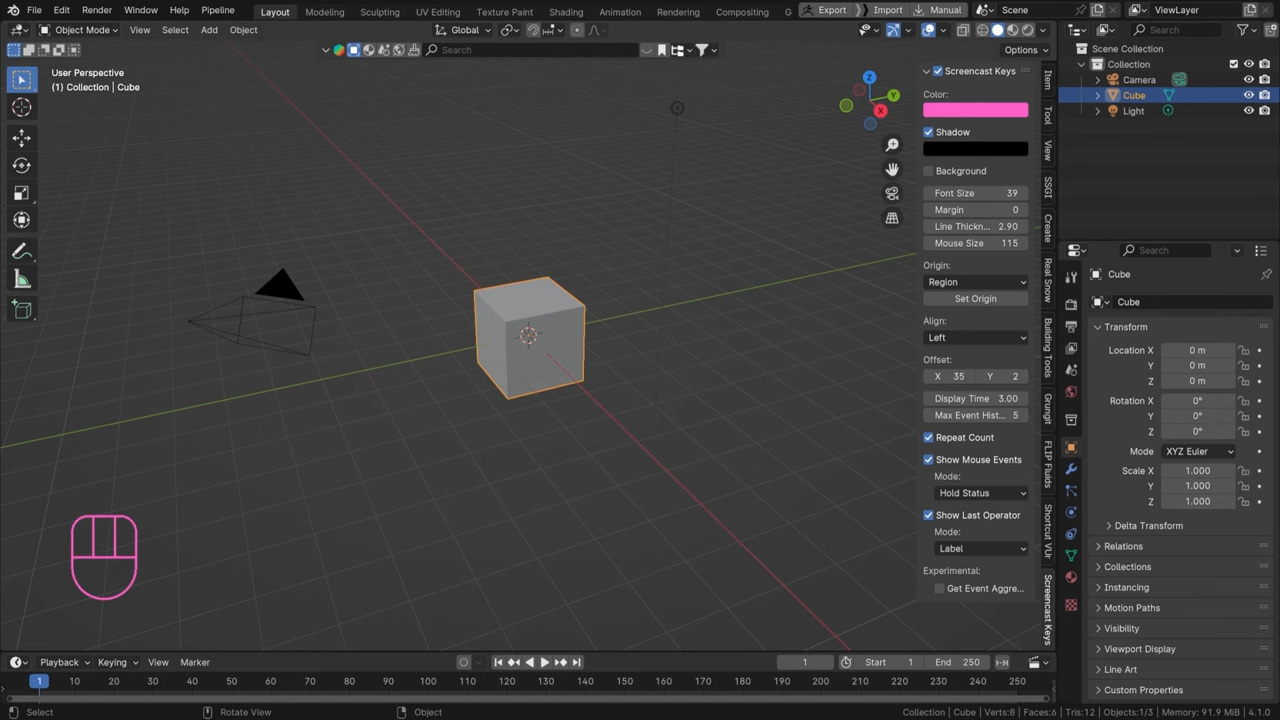 File Edit Render Window Help Pipeline Layout Modeling Sculpting UV Editing Texture Paint Shading Animation Rendering Compositing G Export Import Manual Scene ViewLayer
Object Mode View Select Add Object Global Search
Search Options
User Perspective
(1) Collection | Cube
Z
Y
X
Screencast Keys
Color:
Shadow
Background
Font Size 39
Margin 0
Line Thickn... 2.90
Mouse Size 115
Origin:
Region
Set Origin
Align:
Left
Offset:
X 35 Y 2
Display Time 3.00
Max Event Hist... 5
Repeat Count
Show Mouse Events
Mode:
Hold Status
Show Last Operator
Mode:
Label
Experimental:
Get Event Aggre...
Item
Tool
View
SSGI
Create
Real Snow
Building Tools
Grungit
FLIP Fluids
Shortcut VUr
Screencast Keys
Scene Collection
Collection
Camera
Cube
Light
Search
Cube
Cube
Transform
Location X 0 m
Y 0 m
Z 0 m
Rotation X 0°
Y 0°
Z 0°
Mode XYZ Euler
Scale X 1.000
Y 1.000
Z 1.000
Delta Transform
Relations
Collections
Instancing
Motion Paths
Visibility
Viewport Display
Line Art
Custom Properties
Playback Keying View Marker 1 Start 1 End 250
1 10 20 30 40 50 60 70 80 90 100 110 120 130 140 150 160 170 180 190 200 210 220 230 240 250
Select Rotate View Object Collection | Cube | Verts:8 | Faces:6 | Tris:12 | Objects:1/3 | Memory: 91.9 MiB | 4.1.0